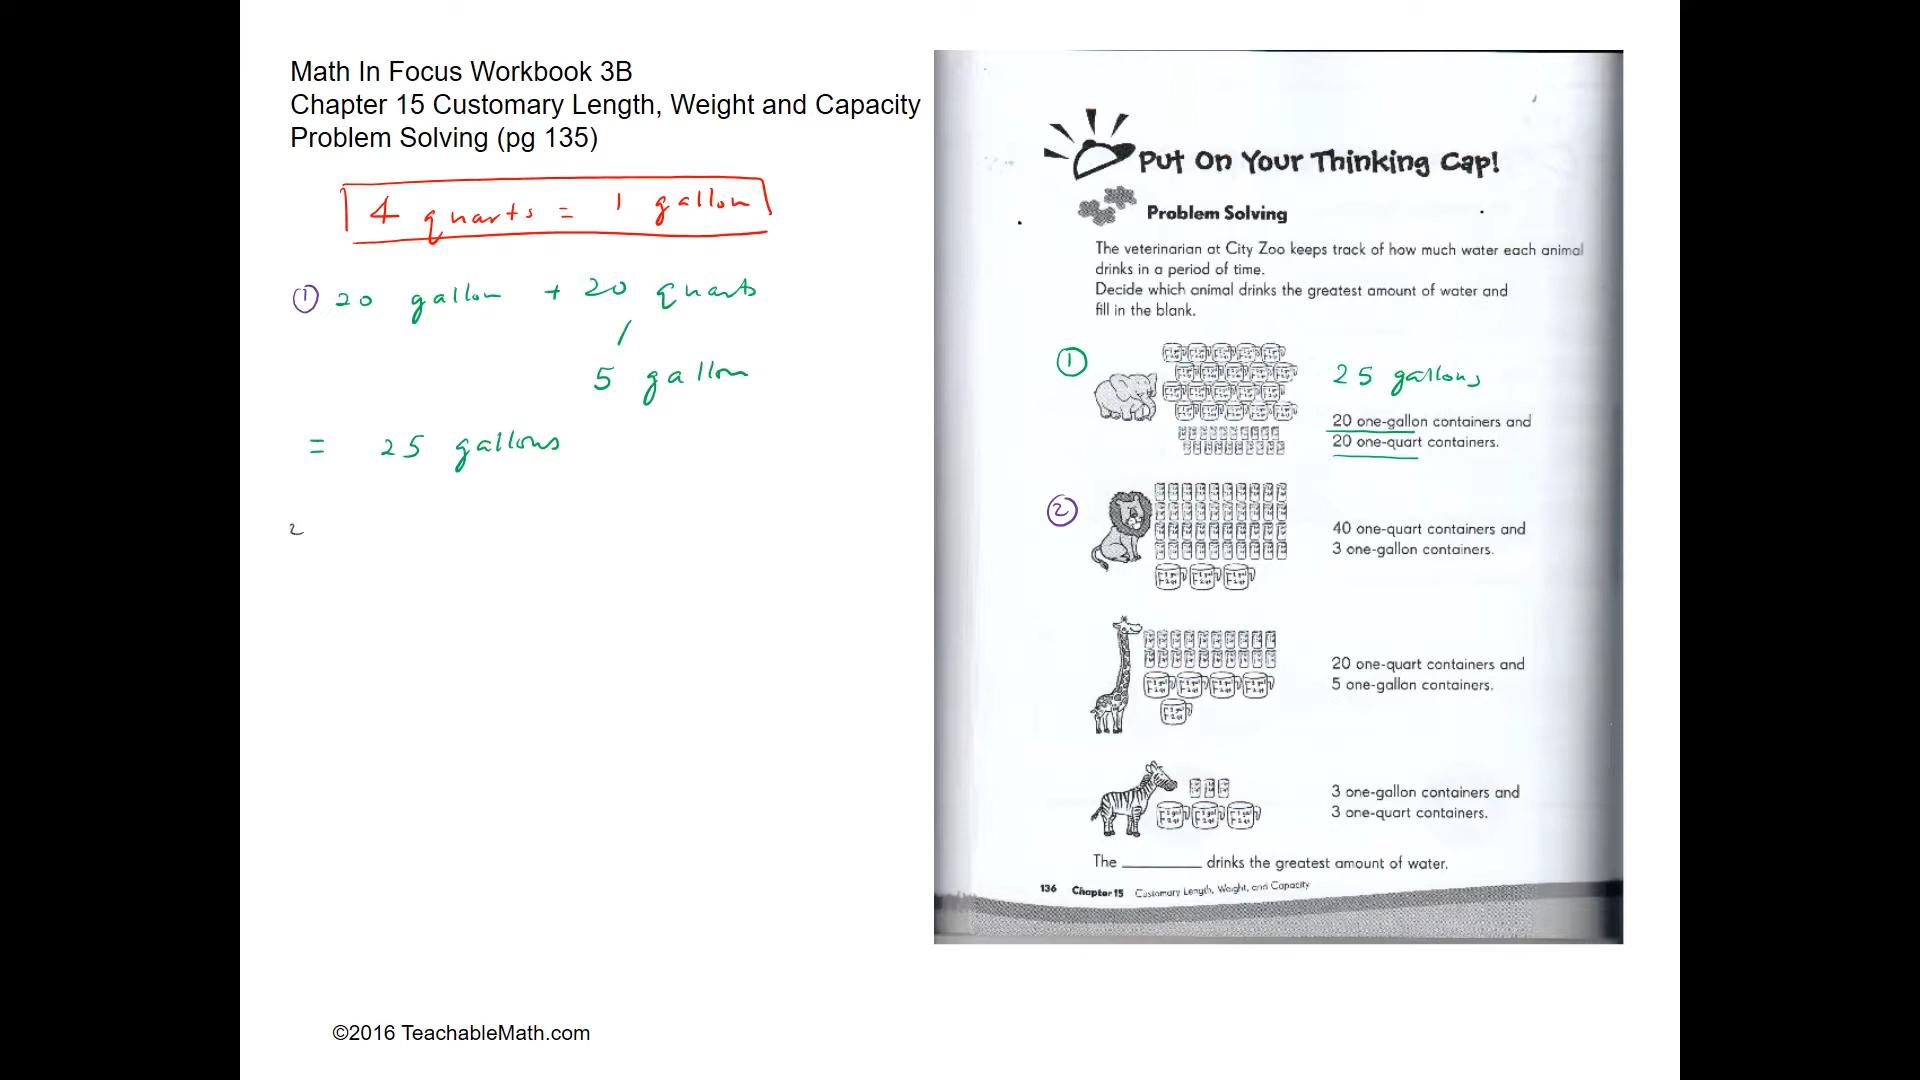 Math In Focus Workbook 3B
Chapter 15 Customary Length, Weight and Capacity
Problem Solving (pg 135)
4 quarts = 1 gallon
① 20 gallon + 20 quarts
5 gallon
= 25 gallons
2
Put On Your Thinking Cap!
Problem Solving
The veterinarian at City Zoo keeps track of how much water each animal
drinks in a period of time.
Decide which animal drinks the greatest amount of water and
fill in the blank.
①
25 gallons
20 one-gallon containers and
20 one-quart containers.
②
40 one-quart containers and
3 one-gallon containers.
20 one-quart containers and
5 one-gallon containers.
3 one-gallon containers and
3 one-quart containers.
The __________ drinks the greatest amount of water.
136 Chapter 15 Customary Length, Weight, and Capacity
©2016 TeachableMath.com